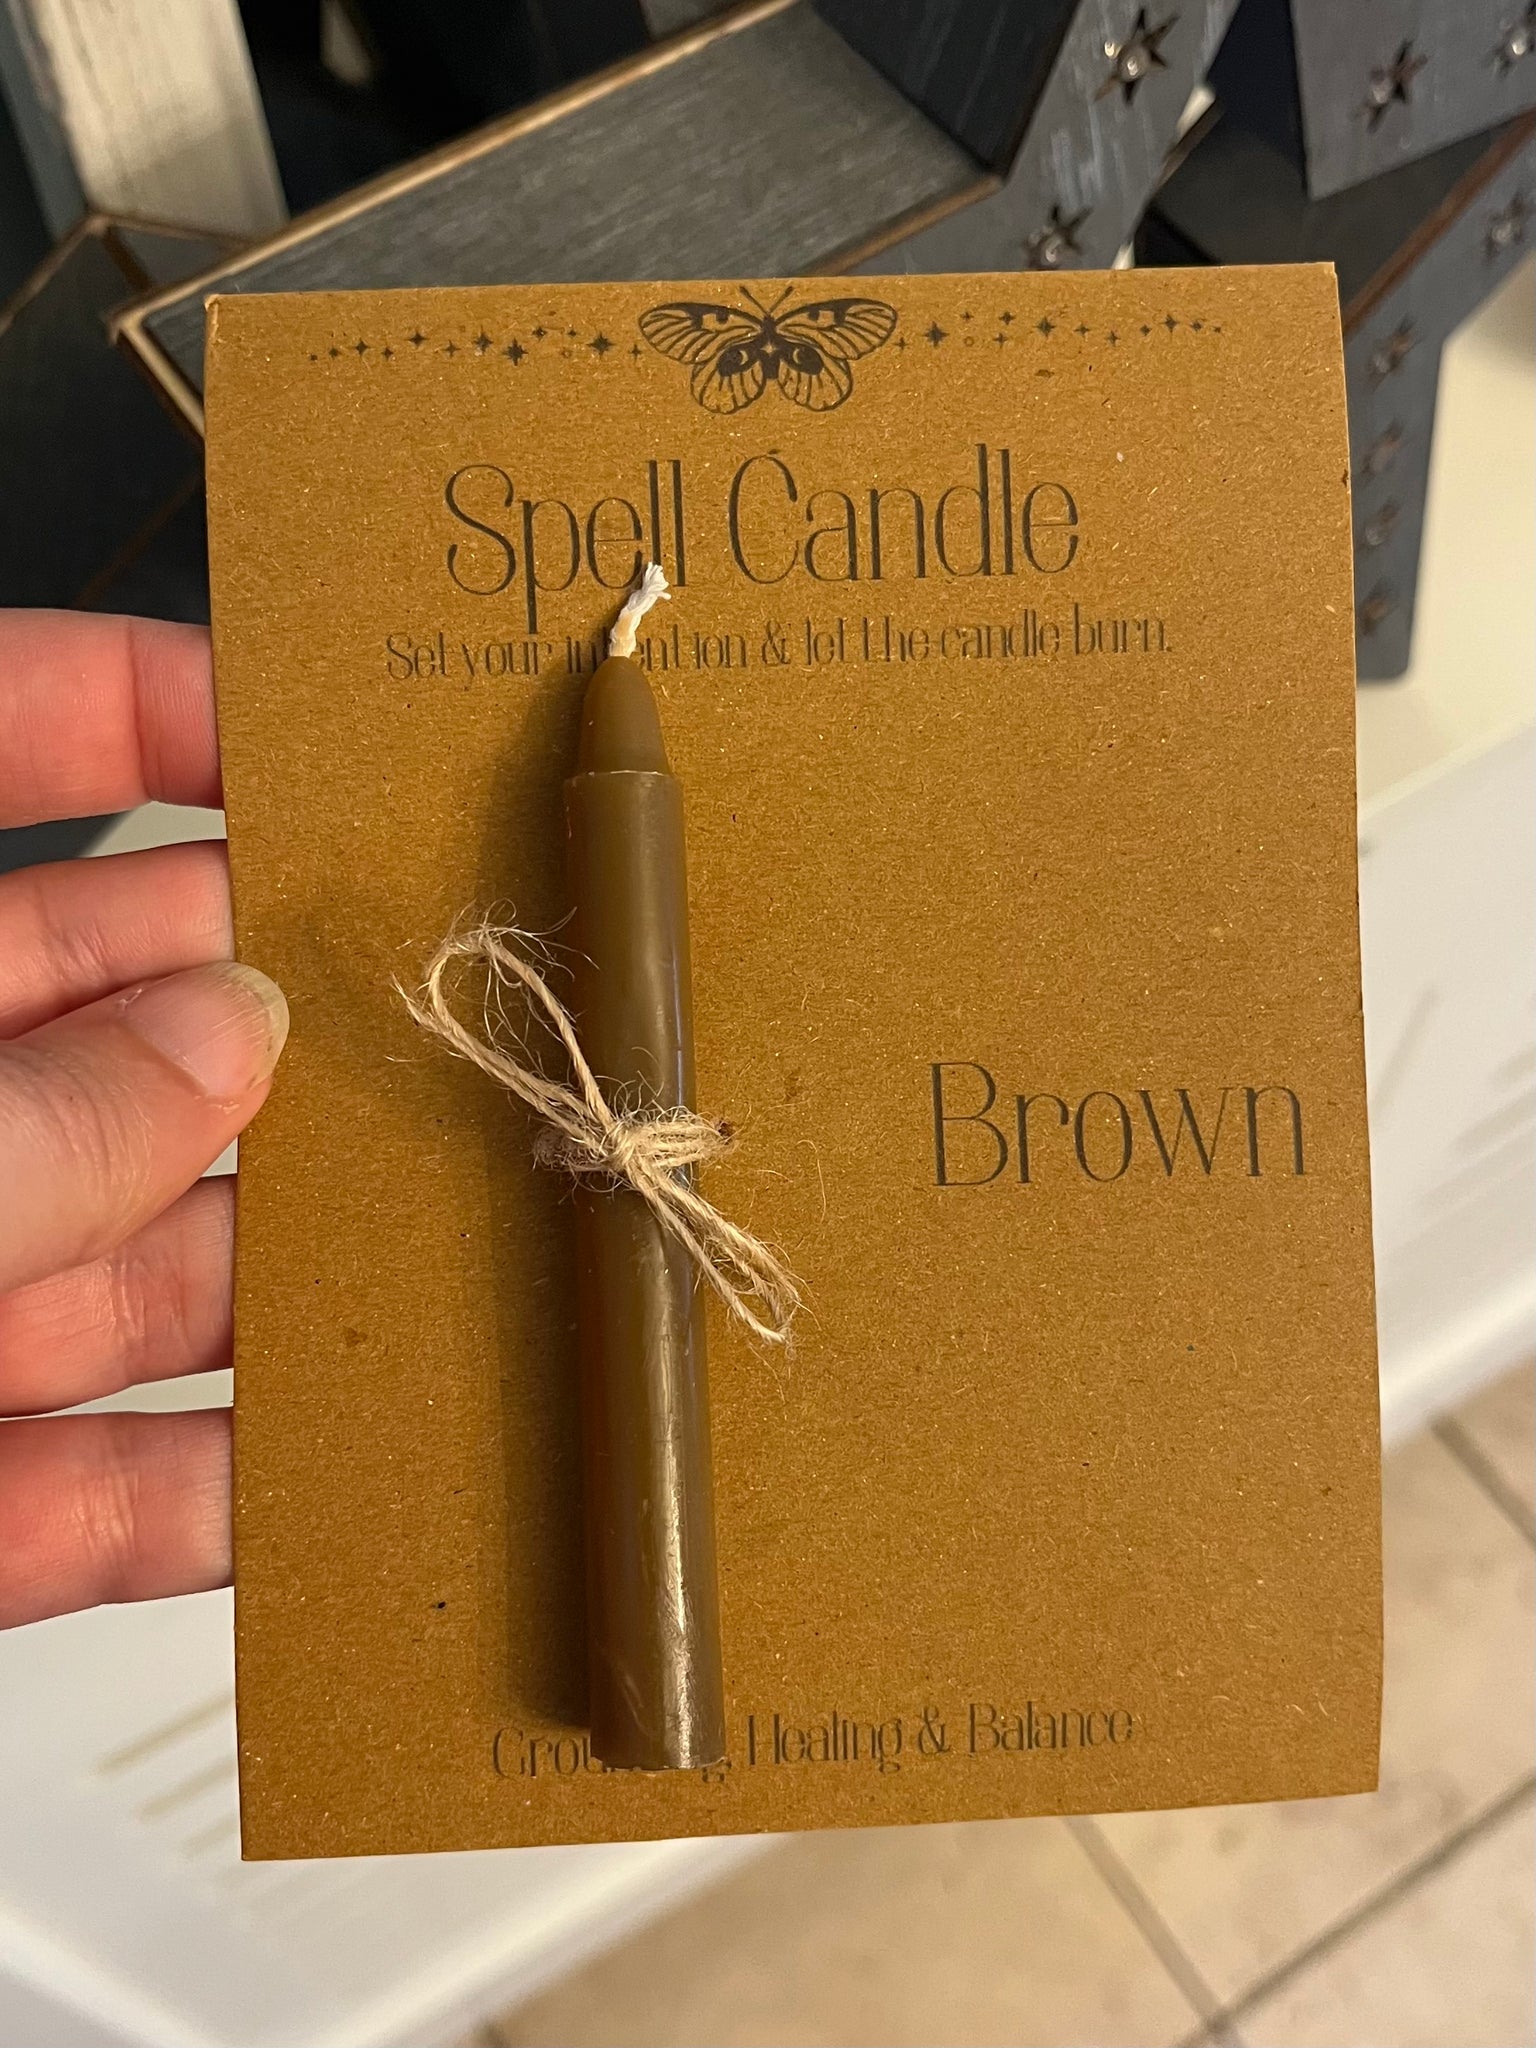 Spell Candle
Set your intention & let the candle burn.
Brown
Healing & Balance